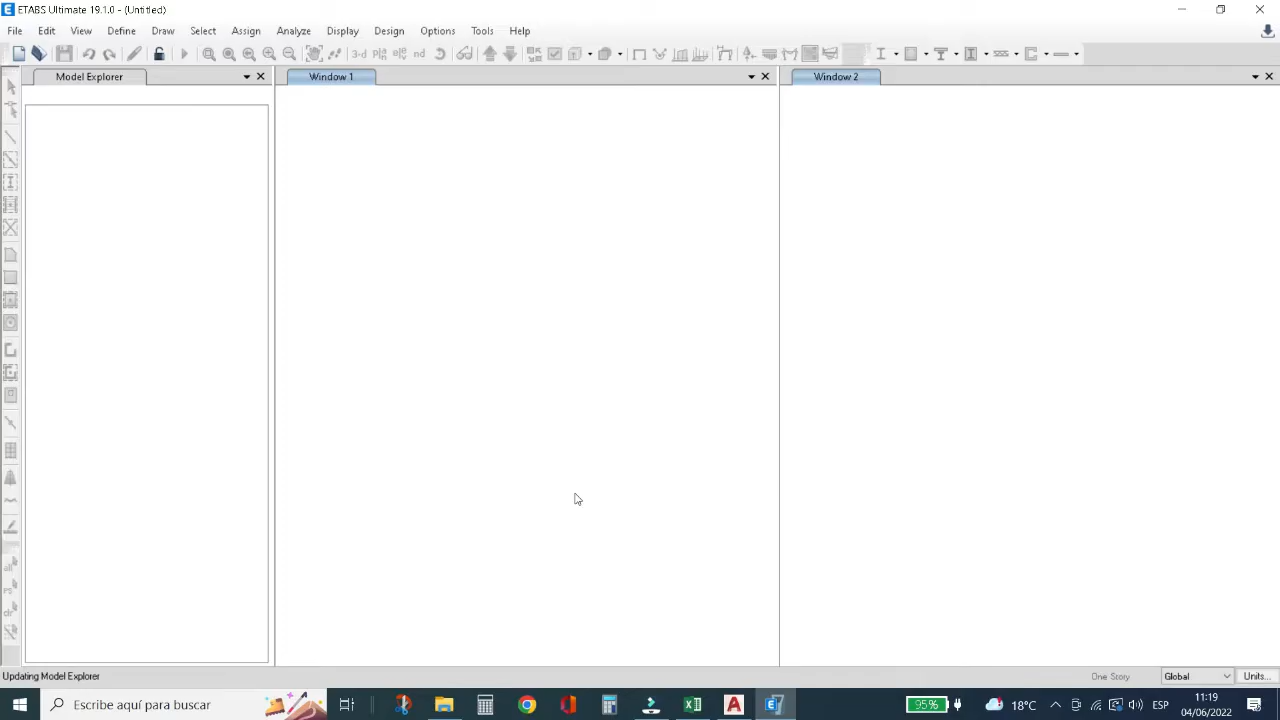 ETABS Ultimate 19.1.0 - (Untitled)
File Edit View Define Draw Select Assign Analyze Display Design Options Tools Help
3-d nd
Model Explorer
Window 1
Window 2
Updating Model Explorer
One Story
Global
Units...
Escribe aquí para buscar
95%
18°C
ESP
11:19
04/06/2022